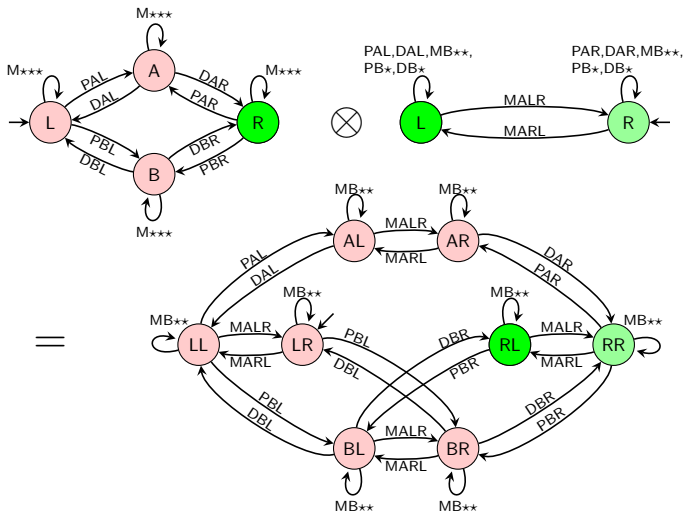 M⋆⋆⋆
A
M⋆⋆⋆
PAL
DAL
DAR
PAR
M⋆⋆⋆
L
R
PBL
DBL
DBR
PBR
B
M⋆⋆⋆
⊗
PAL,DAL,MB⋆⋆,
PB⋆,DB⋆
PAR,DAR,MB⋆⋆,
PB⋆,DB⋆
L
MALR
MARL
R
=
MB⋆⋆
MB⋆⋆
AL
MALR
MARL
AR
PAL
DAL
DAR
PAR
MB⋆⋆
MB⋆⋆
MB⋆⋆
MB⋆⋆
LL
MALR
MARL
LR
PBL
DBL
DBR
PBR
RL
MALR
MARL
RR
PBL
DBL
DBR
PBR
BL
MALR
MARL
BR
MB⋆⋆
MB⋆⋆